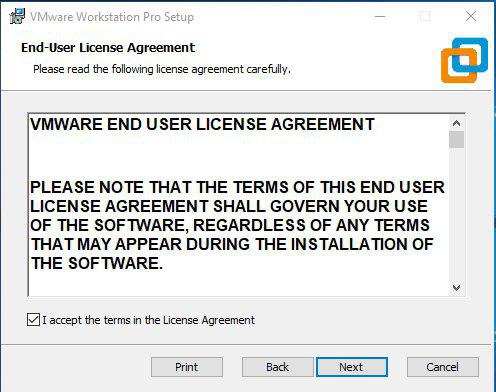 VMware Workstation Pro Setup
End-User License Agreement
Please read the following license agreement carefully.
VMWARE END USER LICENSE AGREEMENT
PLEASE NOTE THAT THE TERMS OF THIS END USER
LICENSE AGREEMENT SHALL GOVERN YOUR USE
OF THE SOFTWARE, REGARDLESS OF ANY TERMS
THAT MAY APPEAR DURING THE INSTALLATION OF
THE SOFTWARE.
I accept the terms in the License Agreement
Print Back Next Cancel